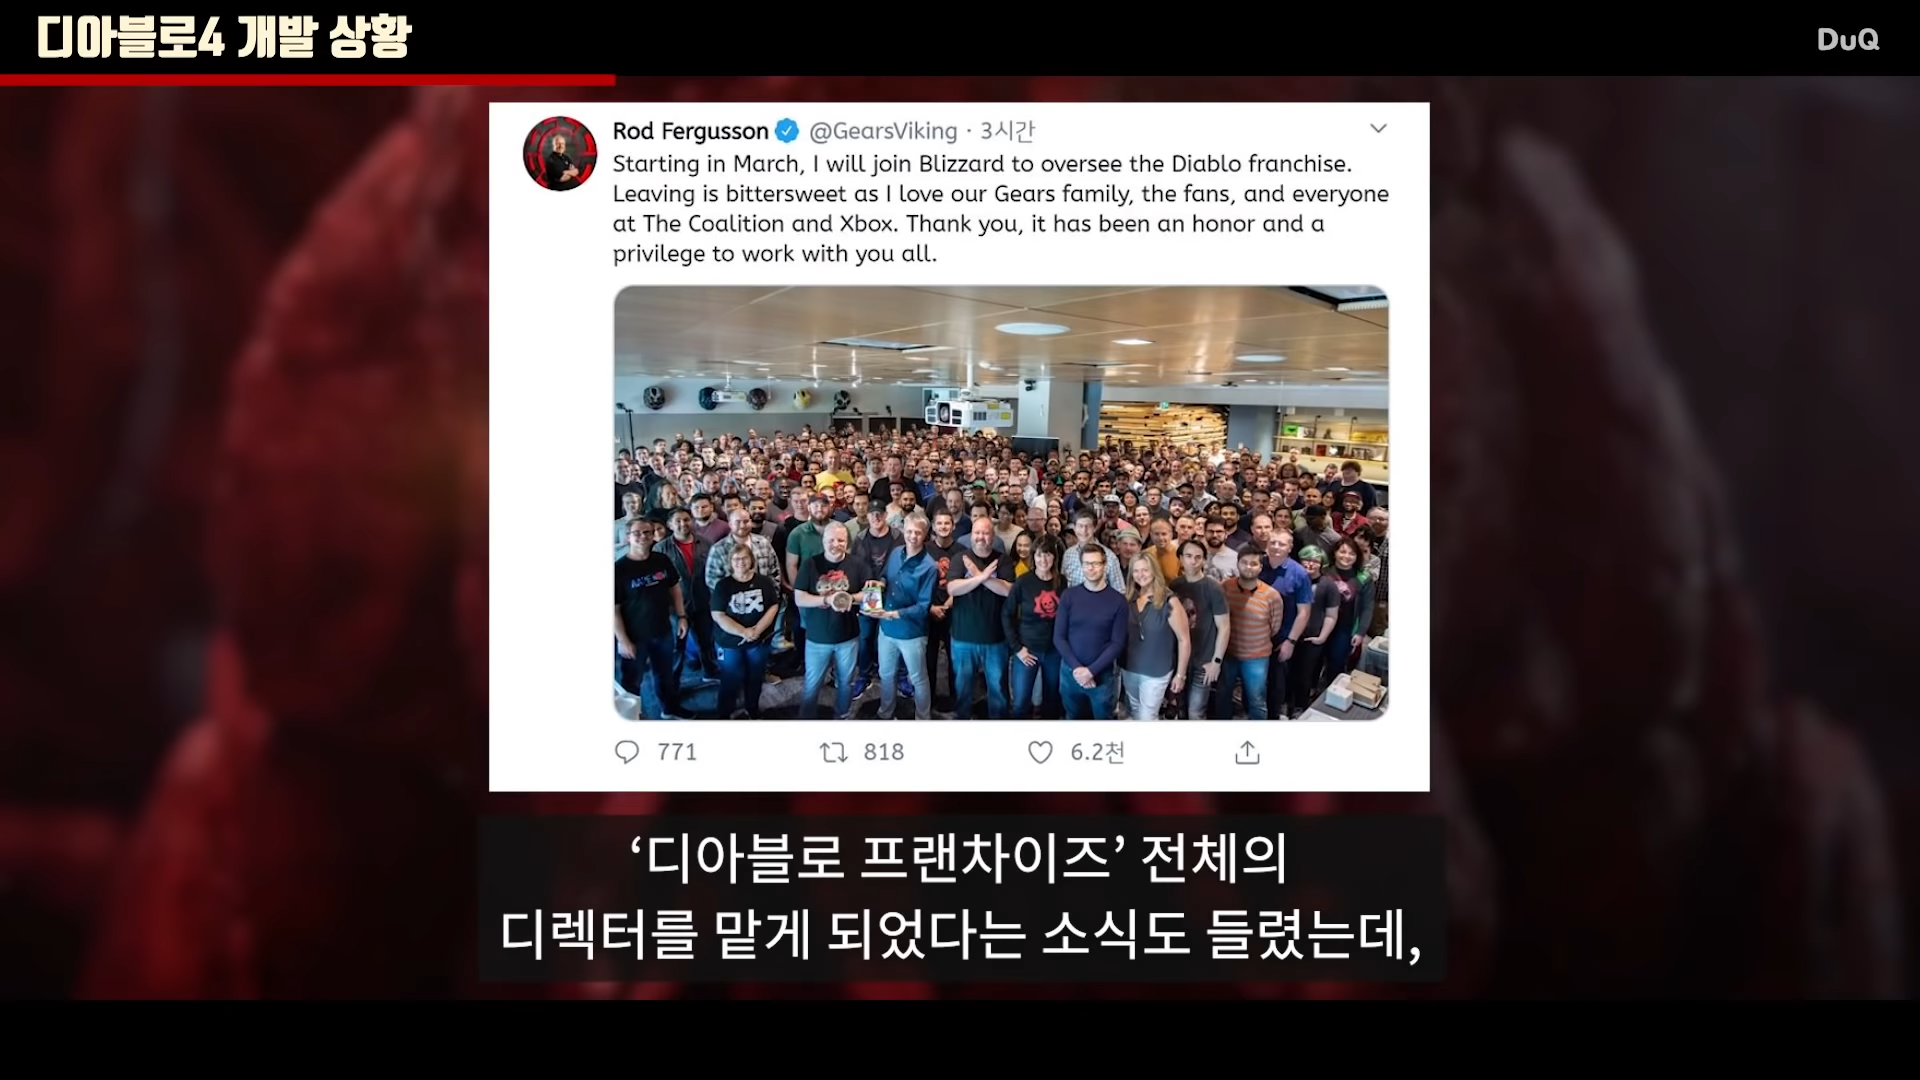 디아블로4 개발 상황
DuQ
Rod Fergusson @GearsViking · 3시간
Starting in March, I will join Blizzard to oversee the Diablo franchise.
Leaving is bittersweet as I love our Gears family, the fans, and everyone
at The Coalition and Xbox. Thank you, it has been an honor and a
privilege to work with you all.
771 818 6.2천
‘디아블로 프랜차이즈’ 전체의
디렉터를 맡게 되었다는 소식도 들렸는데,